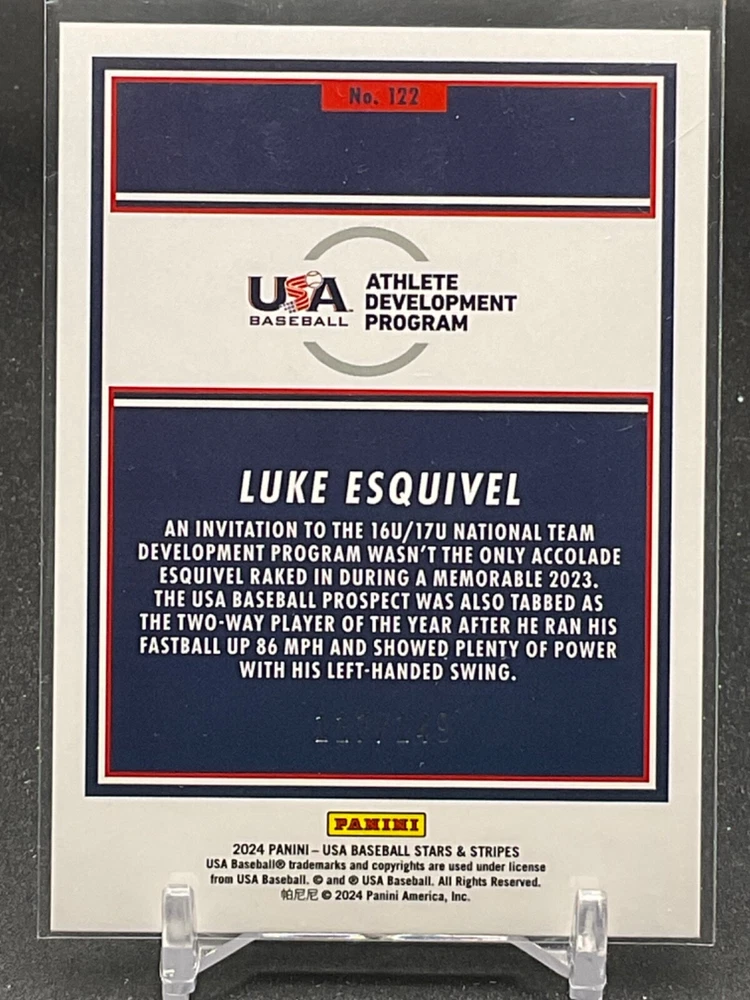 No. 122
USA
BASEBALL
ATHLETE
DEVELOPMENT
PROGRAM
LUKE ESQUIVEL
AN INVITATION TO THE 16U/17U NATIONAL TEAM
DEVELOPMENT PROGRAM WASN'T THE ONLY ACCOLADE
ESQUIVEL RAKED IN DURING A MEMORABLE 2023.
THE USA BASEBALL PROSPECT WAS ALSO TABBED AS
THE TWO-WAY PLAYER OF THE YEAR AFTER HE RAN HIS
FASTBALL UP 86 MPH AND SHOWED PLENTY OF POWER
WITH HIS LEFT-HANDED SWING.
PANINI
2024 PANINI – USA BASEBALL STARS & STRIPES
USA Baseball® trademarks and copyrights are used under license
from USA Baseball. © and ® USA Baseball. All Rights Reserved.
帕尼尼 © 2024 Panini America, Inc.